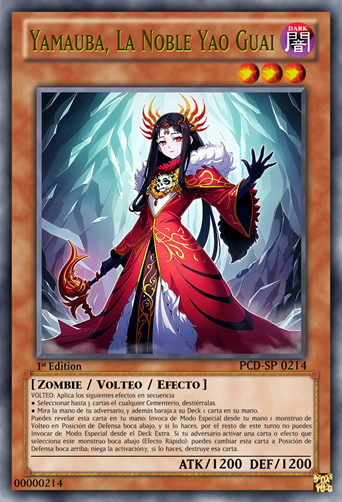 YAMAUBA, LA NOBLE YAO GUAI
DARK
闇
1st Edition
PCD-SP 0214
[ ZOMBIE / VOLTEO / EFECTO ]
VOLTEO: Aplica los siguientes efectos en secuencia
● Seleccionar hasta 3 cartas el cualquier Cementerio, destiérralas.
● Mira la mano de tu adversario, y además baraja a su Deck 1 carta en su mano.
Puedes revelar esta carta en tu mano: Invoca de Modo Especial desde tu mano 1 monstruo de
Volteo en Posición de Defensa boca abajo, y si lo haces, por el resto de este turno no puedes
Invocar de Modo Especial desde el Deck Extra. Si tu adversario activar una carta o efecto que
selecciona este monstruo boca abajo (Efecto Rápido): puedes cambiar esta carta a Posición de
Defensa boca arriba; niega la activación, si lo haces, destruye esa carta.
ATK/1200 DEF/1200
00000214